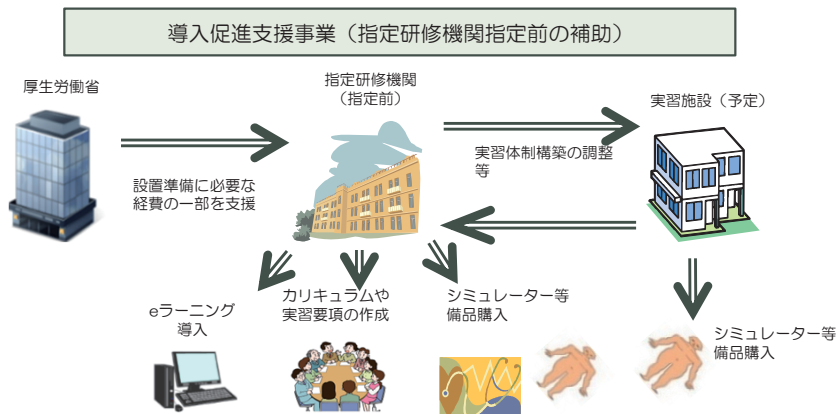 導入促進支援事業（指定研修機関指定前の補助）
厚生労働省
指定研修機関
（指定前）
実習施設（予定）
設置準備に必要な
経費の一部を支援
実習体制構築の調整
等
eラーニング
導入
カリキュラムや
実習要項の作成
シミュレーター等
備品購入
シミュレーター等
備品購入